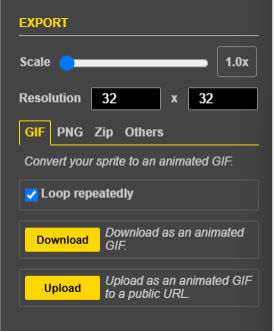 EXPORT
Scale 1.0x
Resolution 32 x 32
GIF PNG Zip Others
Convert your sprite to an animated GIF.
Loop repeatedly
Download Download as an animated
GIF.
Upload Upload as an animated GIF
to a public URL.